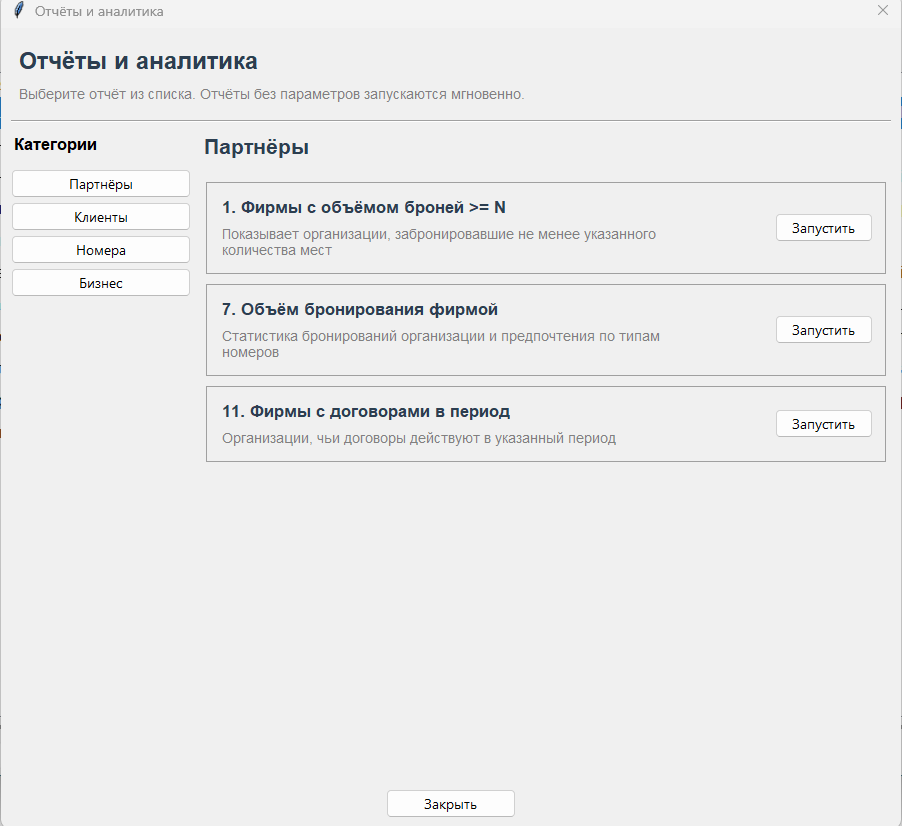 Отчёты и аналитика
Отчёты и аналитика
Выберите отчёт из списка. Отчёты без параметров запускаются мгновенно.
Категории
Партнёры
Клиенты
Номера
Бизнес
Партнёры
1. Фирмы с объёмом броней >= N
Показывает организации, забронировавшие не менее указанного
количества мест
Запустить
7. Объём бронирования фирмой
Статистика бронирований организации и предпочтения по типам
номеров
Запустить
11. Фирмы с договорами в период
Организации, чьи договоры действуют в указанный период
Запустить
Закрыть